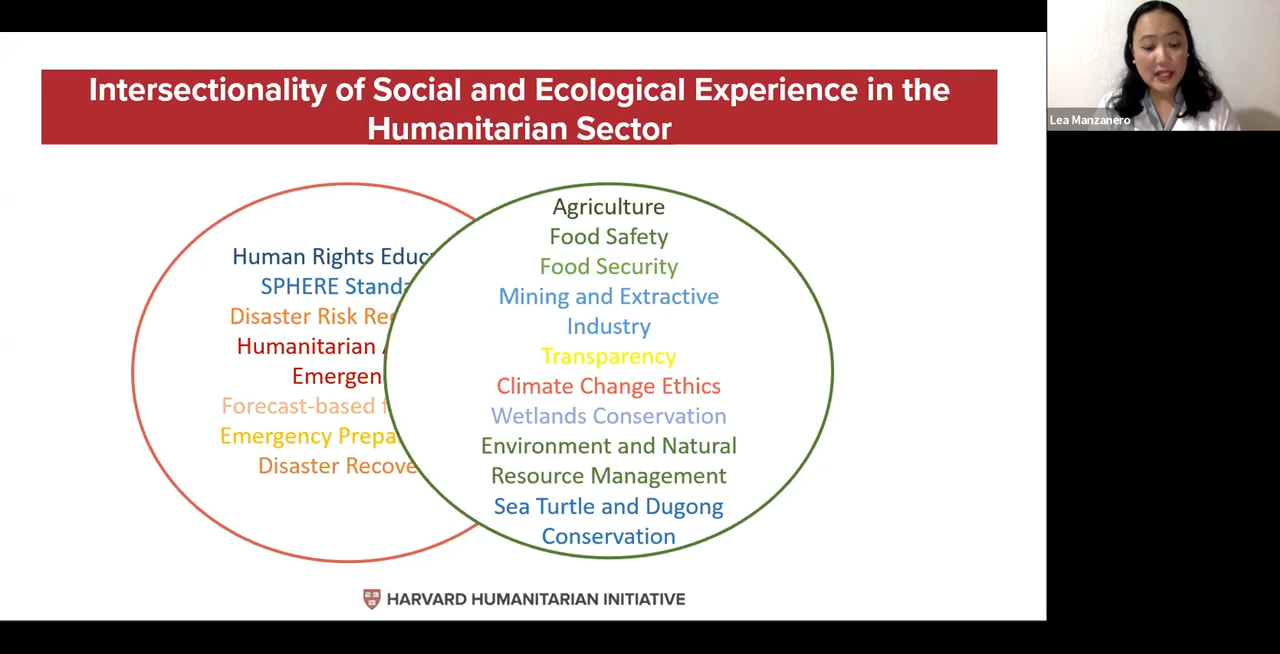 Intersectionality of Social and Ecological Experience in the
Humanitarian Sector
Human Rights
SPHERE
Disaster Risk
Humanitarian
Forecast-based
Emergency
Disaster
Agriculture
Food Safety
Food Security
Mining and Extractive
Industry
Transparency
Climate Change Ethics
Wetlands Conservation
Environment and Natural
Resource Management
Sea Turtle and Dugong
Conservation
HARVARD HUMANITARIAN INITIATIVE
Lea Manzanero